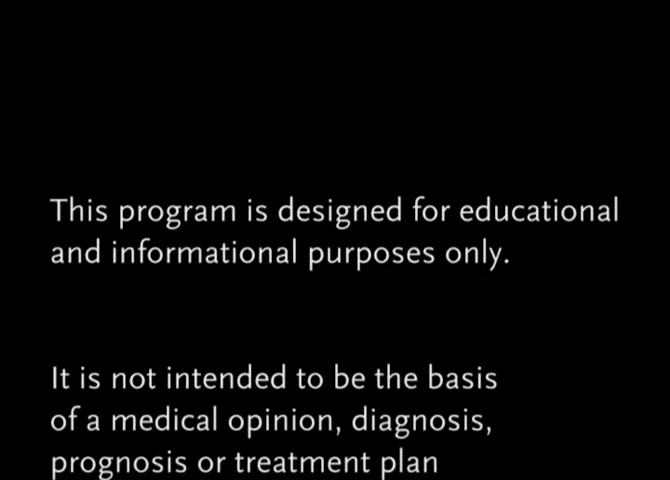 This program is designed for educational
and informational purposes only.
It is not intended to be the basis
of a medical opinion, diagnosis,
prognosis or treatment plan